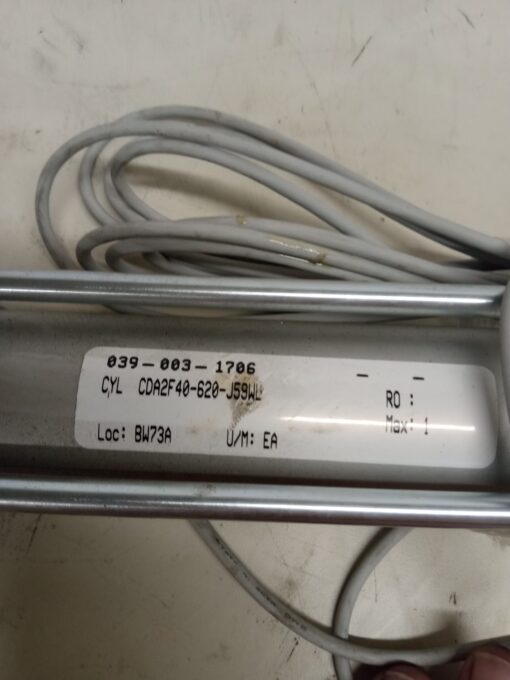 039-003-1706
CYL CDA2F40-620-J59WL
- -
RO :
Max: 1
Loc: BW73A U/M: EA